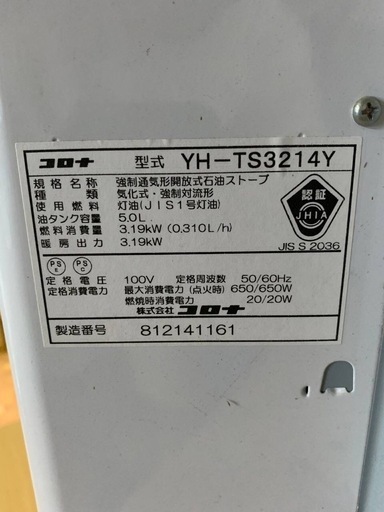 コロナ 型式 YH-TS3214Y
規格名称 強制通気形開放式石油ストーブ
種類 気化式・強制対流形
使用燃料 灯油(JIS1号灯油)
油タンク容量 5.0L
燃料消費量 3.19kW (0.310L/h)
暖房出力 3.19kW
認証
JHIA
JIS S 2036
PS E
PS C
定格電圧 100V 定格周波数 50/60Hz
定格消費電力 最大消費電力(点火時) 650/650W
燃焼時消費電力 20/20W
株式会社 コロナ
製造番号 812141161